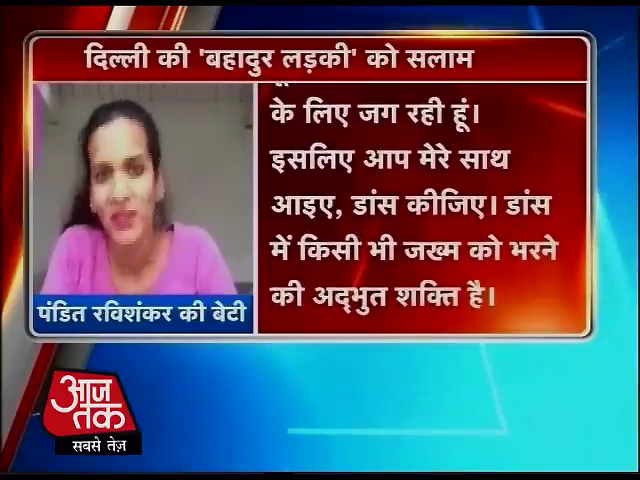 दिल्ली की 'बहादुर लड़की' को सलाम
के लिए जग रही हूं।
इसलिए आप मेरे साथ
आइए, डांस कीजिए। डांस
में किसी भी जख्म को भरने
की अद्भुत शक्ति है।
पंडित रविशंकर की बेटी
आज
तक
सबसे तेज़